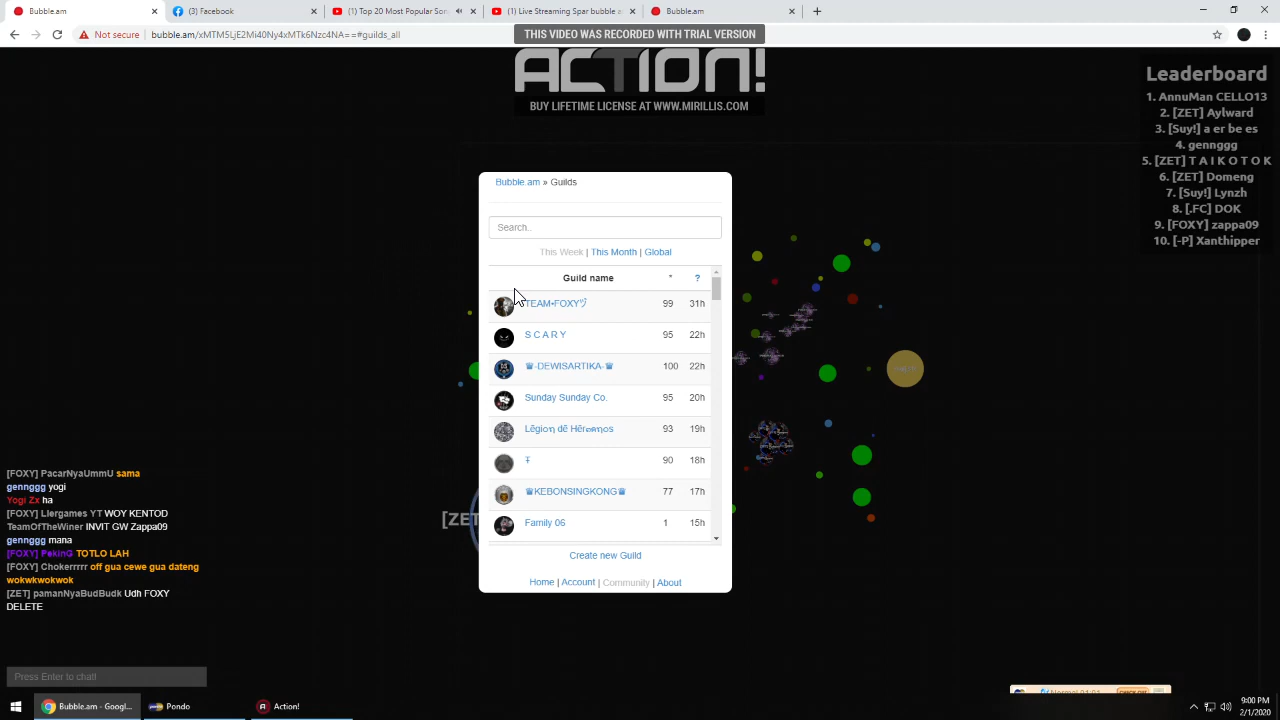 Bubble.am
(3) Facebook
(1) Top 20 Most Popular Son
(1) Live Streaming Spar bubble an
Bubble.am
Not secure | bubble.am/xMTM5LjE2Mi40Ny4xMTk6Nzc4NA==#guilds_all
THIS VIDEO WAS RECORDED WITH TRIAL VERSION
ACTION!
BUY LIFETIME LICENSE AT WWW.MIRILLIS.COM
Leaderboard
1. AnnuMan CELLO13
2. [ZET] Aylward
3. [Suy!] a er be es
4. gennggg
5. [ZET] T A I K O T O K
6. [ZET] Domeng
7. [Suy!] Lynzh
8. [.FC] DOK
9. [FOXY] zappa09
10. [-P] Xanthipper
Bubble.am » Guilds
Search..
This Week | This Month | Global
Guild name * ?
TEAM•FOXYツ 99 31h
S C A R Y 95 22h
♛-DEWISARTIKA-♛ 100 22h
Sunday Sunday Co. 95 20h
93 19h
Ŧ 90 18h
♛KEBONSINGKONG♛ 77 17h
Family 06 1 15h
Create new Guild
Home | Account | Community | About
[ZET
[FOXY] PacarNyaUmmU sama
gennggg yogi
Yogi Zx ha
[FOXY] Llergames YT WOY KENTOD
TeamOfTheWiner INVIT GW Zappa09
gennggg mana
[FOXY] PekinG TOTLO LAH
[FOXY] Chokerrrrr off gua cewe gua dateng
wokwkwokwok
[ZET] pamanNyaBudBudk Udh FOXY
DELETE
Press Enter to chat!
Bubble.am - Googl...
Pondo
Action!
9:00 PM
2/1/2020